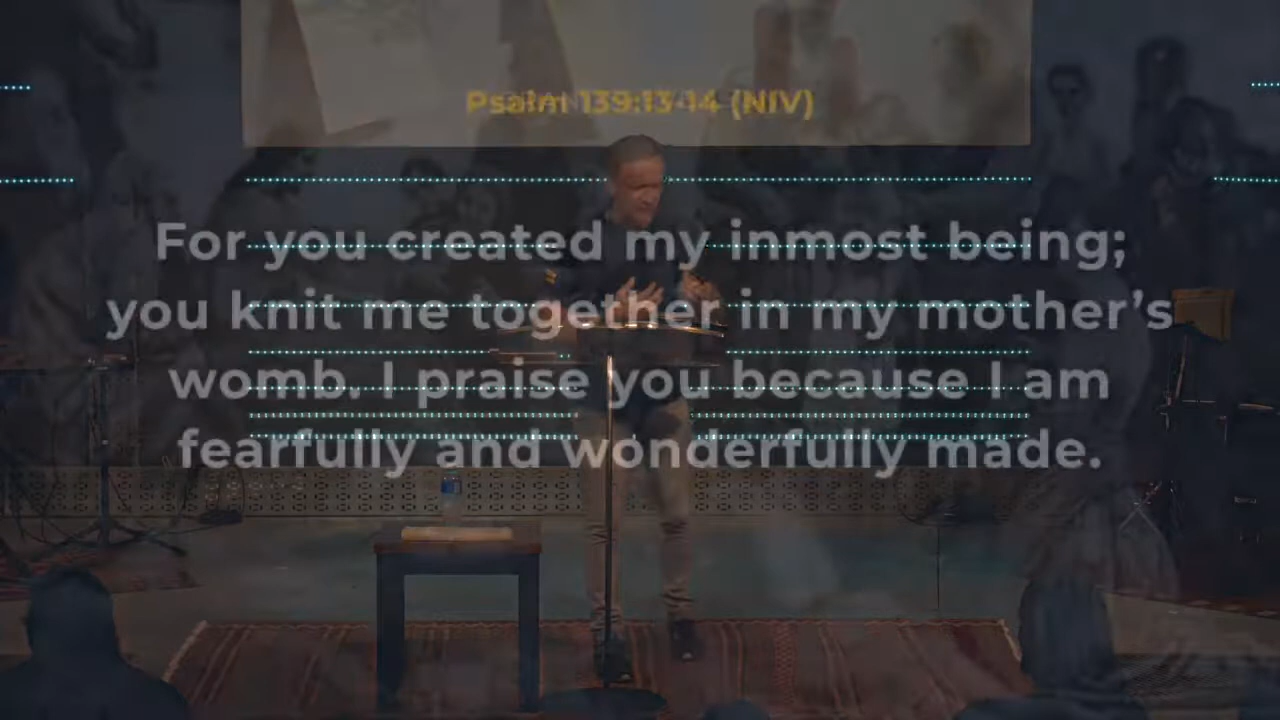 Psalm 139:13-14 (NIV)
For you created my inmost being;
you knit me together in my mother's
womb. I praise you because I am
fearfully and wonderfully made.